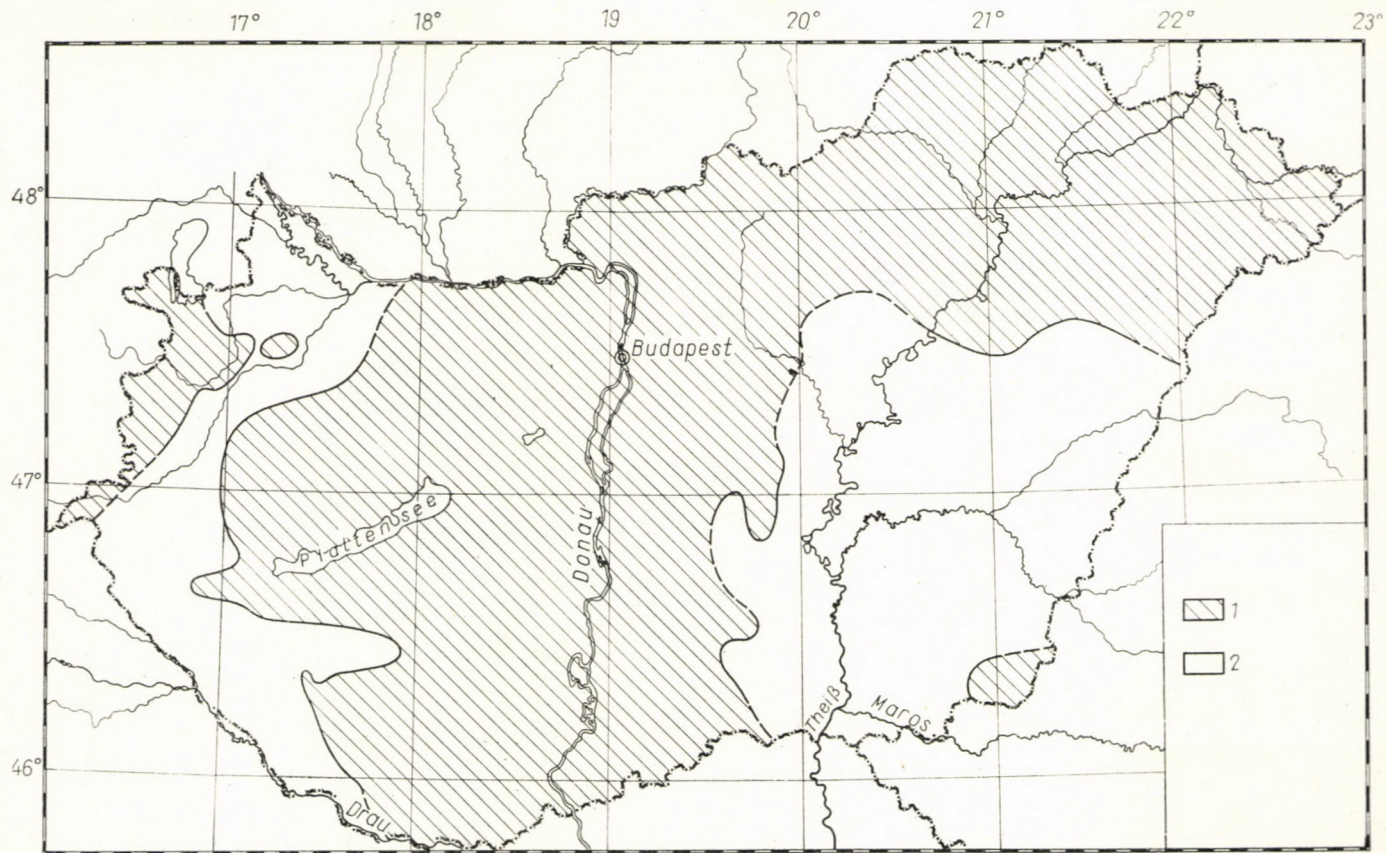 17° 18° 19 20° 21° 22° 23°
48°
Budapest
47°
Plattensee
Donau
1
2
Theiß
Maros
46°
Drau